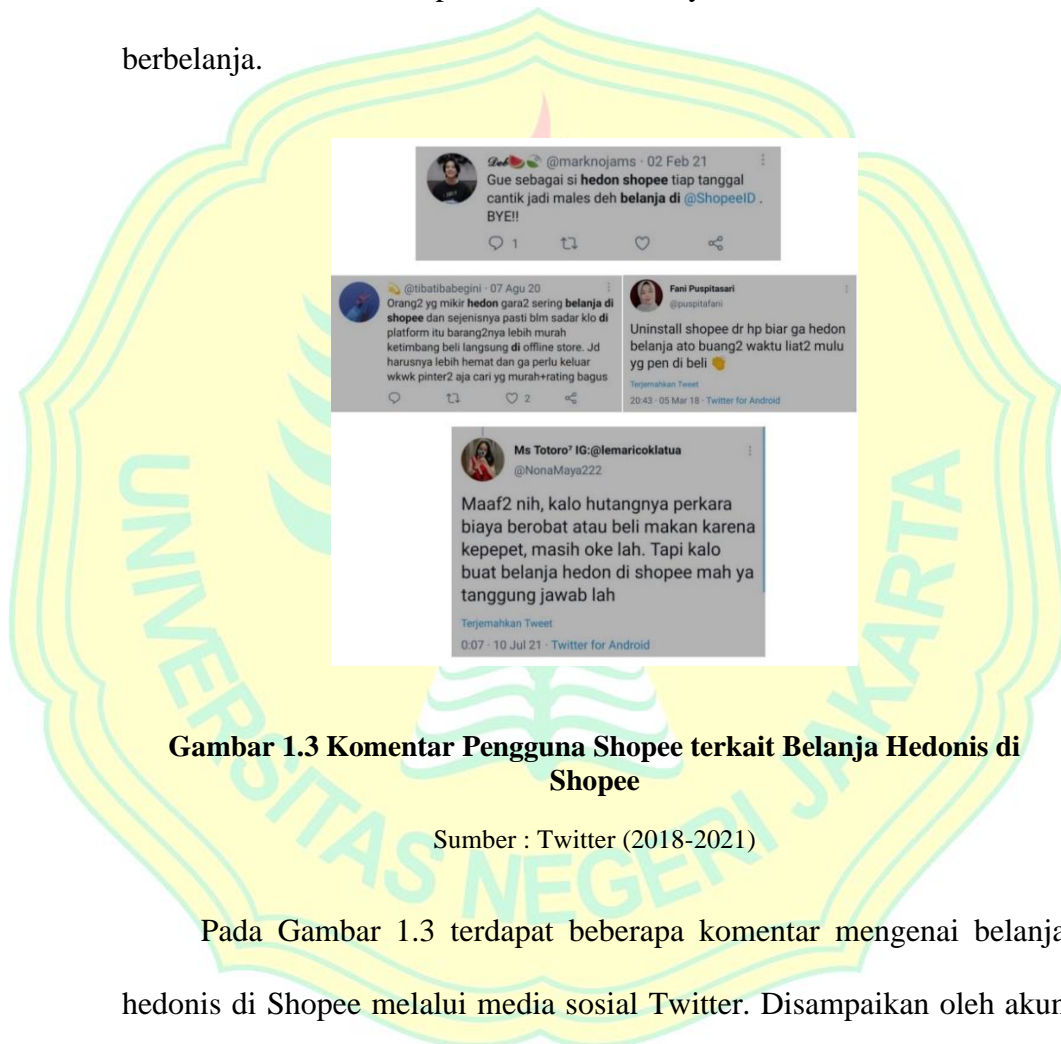 berbelanja.
@marknojams · 02 Feb 21
Gue sebagai si hedon shopee tiap tanggal
cantik jadi males deh belanja di @ShopeeID .
BYE!!
1
@tibatibabegini · 07 Agu 20
Orang2 yg mikir hedon gara2 sering belanja di
shopee dan sejenisnya pasti blm sadar klo di
platform itu barang2nya lebih murah
ketimbang beli langsung di offline store. Jd
harusnya lebih hemat dan ga perlu keluar
wkwk pinter2 aja cari yg murah+rating bagus
2
Fani Puspitasari
@puspitafani
Uninstall shopee dr hp biar ga hedon
belanja ato buang2 waktu liat2 mulu
yg pen di beli 👏
Terjemahkan Tweet
20:43 · 05 Mar 18 · Twitter for Android
Ms Totoro⁷ IG:@lemaricoklatua
@NonaMaya222
Maaf2 nih, kalo hutangnya perkara
biaya berobat atau beli makan karena
kepepet, masih oke lah. Tapi kalo
buat belanja hedon di shopee mah ya
tanggung jawab lah
Terjemahkan Tweet
0:07 · 10 Jul 21 · Twitter for Android
UNIVERSITAS NEGERI JAKARTA
Gambar 1.3 Komentar Pengguna Shopee terkait Belanja Hedonis di
Shopee
Sumber : Twitter (2018-2021)
Pada Gambar 1.3 terdapat beberapa komentar mengenai belanja
hedonis di Shopee melalui media sosial Twitter. Disampaikan oleh akun